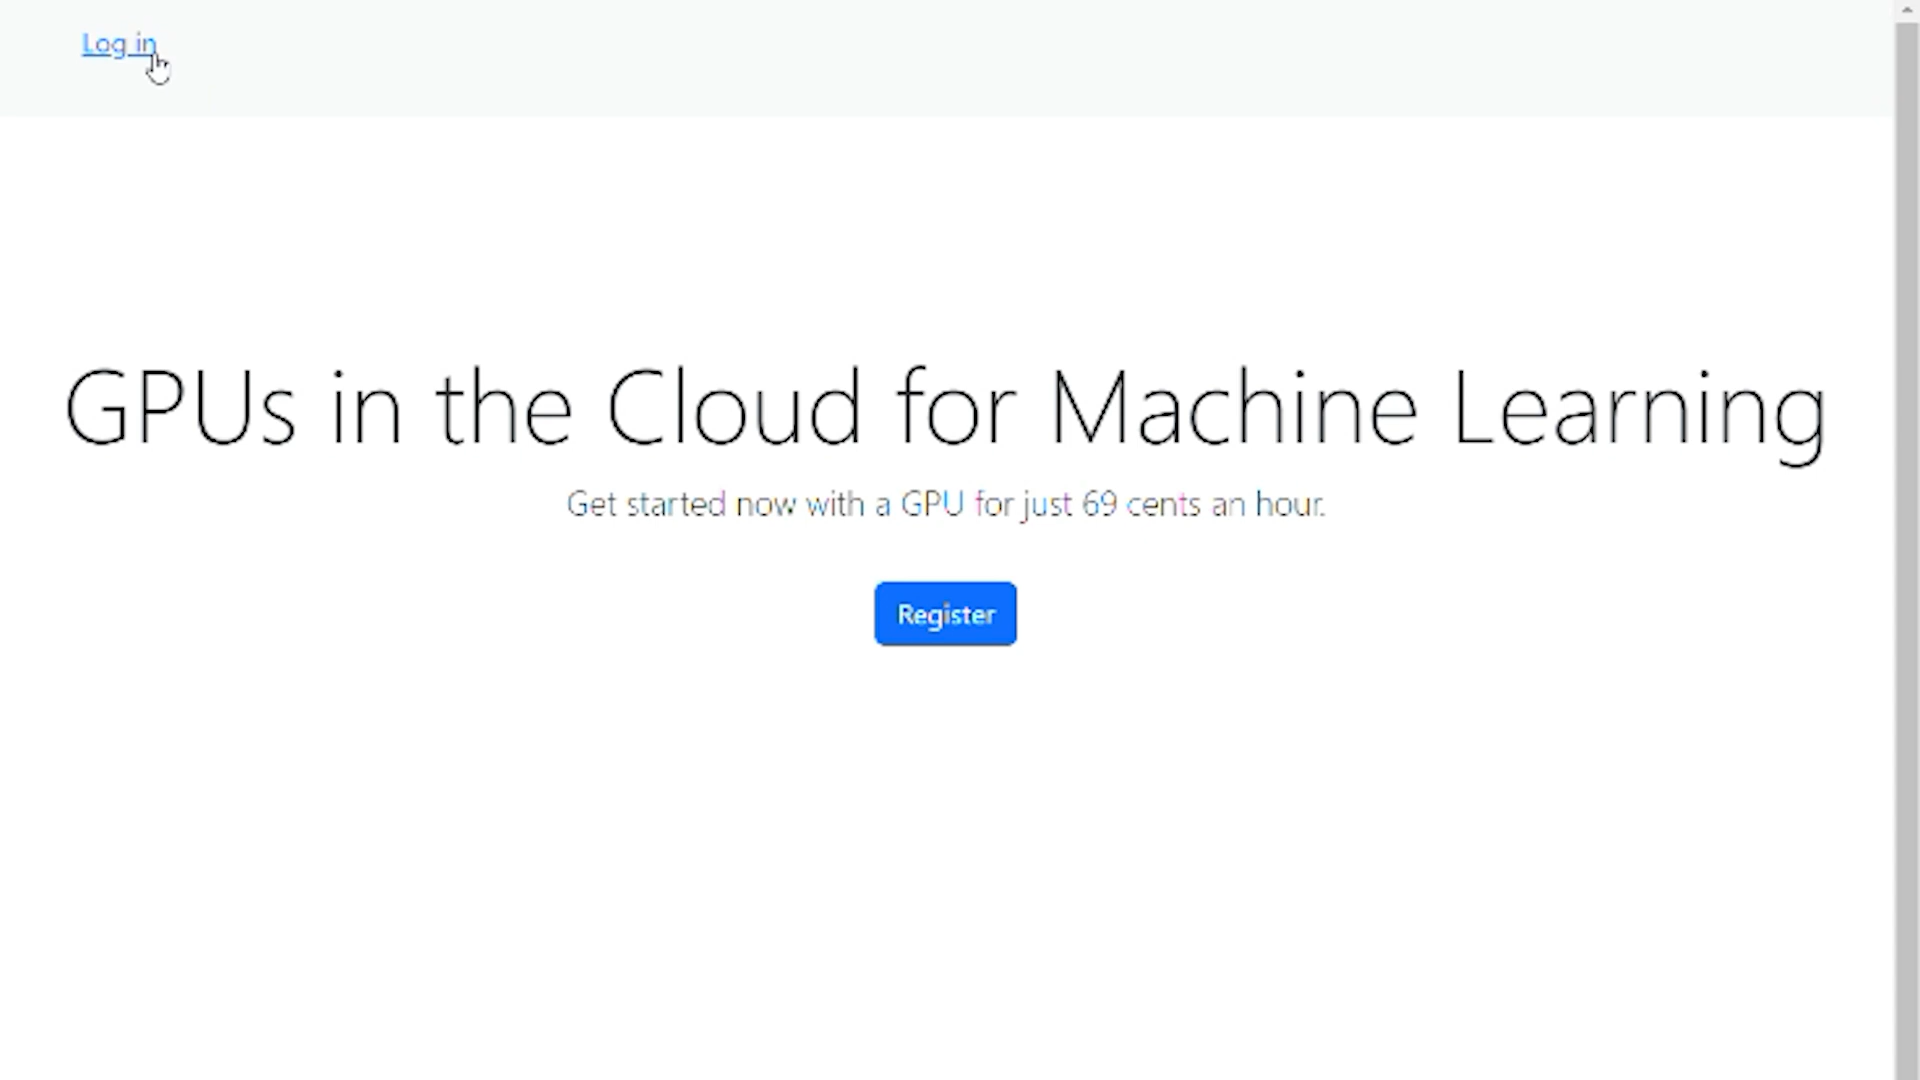 Log in
GPUs in the Cloud for Machine Learning
Get started now with a GPU for just 69 cents an hour.
Register